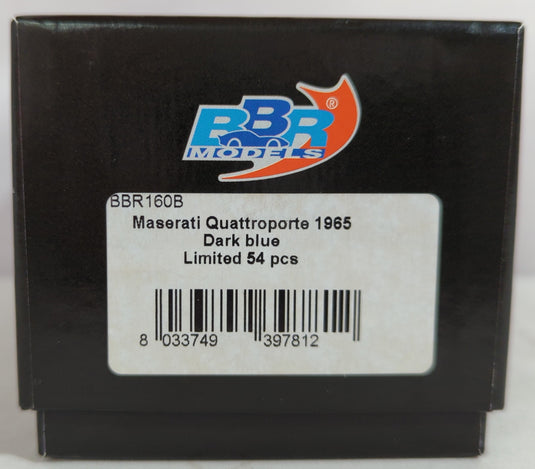 BBR®
MODELS
BBR160B
Maserati Quattroporte 1965
Dark blue
Limited 54 pcs
8 033749 397812